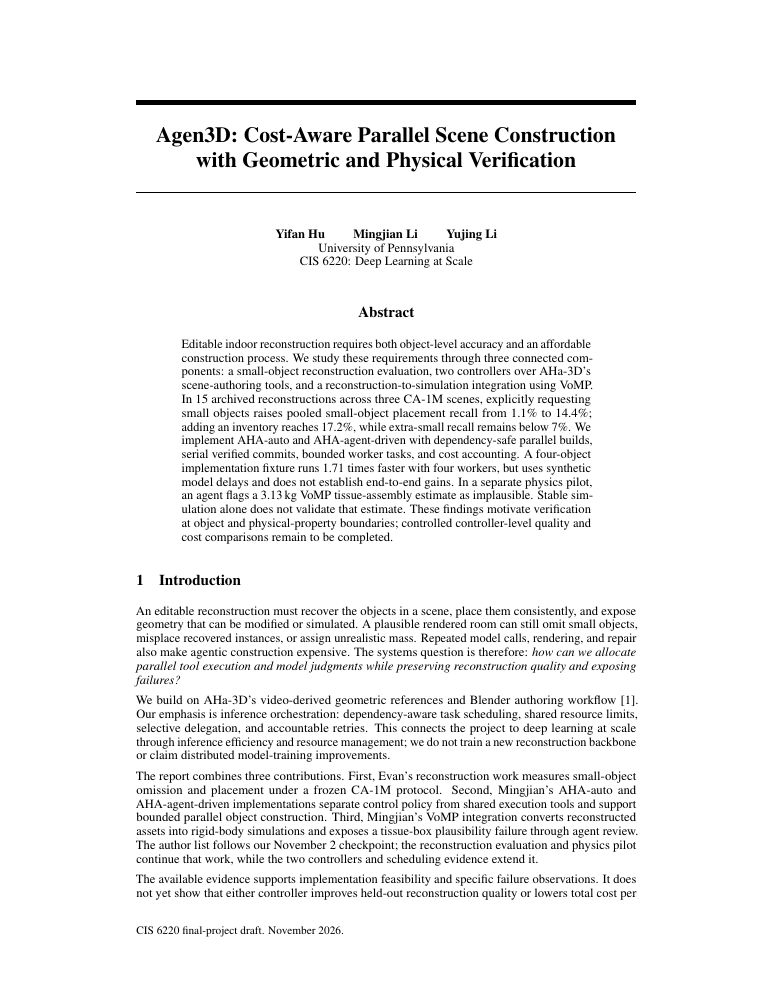 Agen3D: Cost-Aware Parallel Scene Construction
with Geometric and Physical Verification
Yifan Hu Mingjian Li Yujing Li
University of Pennsylvania
CIS 6220: Deep Learning at Scale
Abstract
Editable indoor reconstruction requires both object-level accuracy and an affordable
construction process. We study these requirements through three connected com-
ponents: a small-object reconstruction evaluation, two controllers over AHa-3D's
scene-authoring tools, and a reconstruction-to-simulation integration using VoMP.
In 15 archived reconstructions across three CA-1M scenes, explicitly requesting
small objects raises pooled small-object placement recall from 1.1% to 14.4%;
adding an inventory reaches 17.2%, while extra-small recall remains below 7%. We
implement AHA-auto and AHA-agent-driven with dependency-safe parallel builds,
serial verified commits, bounded worker tasks, and cost accounting. A four-object
implementation fixture runs 1.71 times faster with four workers, but uses synthetic
model delays and does not establish end-to-end gains. In a separate physics pilot,
an agent flags a 3.13 kg VoMP tissue-assembly estimate as implausible. Stable sim-
ulation alone does not validate that estimate. These findings motivate verification
at object and physical-property boundaries; controlled controller-level quality and
cost comparisons remain to be completed.
1 Introduction
An editable reconstruction must recover the objects in a scene, place them consistently, and expose
geometry that can be modified or simulated. A plausible rendered room can still omit small objects,
misplace recovered instances, or assign unrealistic mass. Repeated model calls, rendering, and repair
also make agentic construction expensive. The systems question is therefore: how can we allocate
parallel tool execution and model judgments while preserving reconstruction quality and exposing
failures?
We build on AHa-3D's video-derived geometric references and Blender authoring workflow [1].
Our emphasis is inference orchestration: dependency-aware task scheduling, shared resource limits,
selective delegation, and accountable retries. This connects the project to deep learning at scale
through inference efficiency and resource management; we do not train a new reconstruction backbone
or claim distributed model-training improvements.
The report combines three contributions. First, Evan's reconstruction work measures small-object
omission and placement under a frozen CA-1M protocol. Second, Mingjian's AHA-auto and
AHA-agent-driven implementations separate control policy from shared execution tools and support
bounded parallel object construction. Third, Mingjian's VoMP integration converts reconstructed
assets into rigid-body simulations and exposes a tissue-box plausibility failure through agent review.
The author list follows our November 2 checkpoint; the reconstruction evaluation and physics pilot
continue that work, while the two controllers and scheduling evidence extend it.
The available evidence supports implementation feasibility and specific failure observations. It does
not yet show that either controller improves held-out reconstruction quality or lowers total cost per
CIS 6220 final-project draft. November 2026.